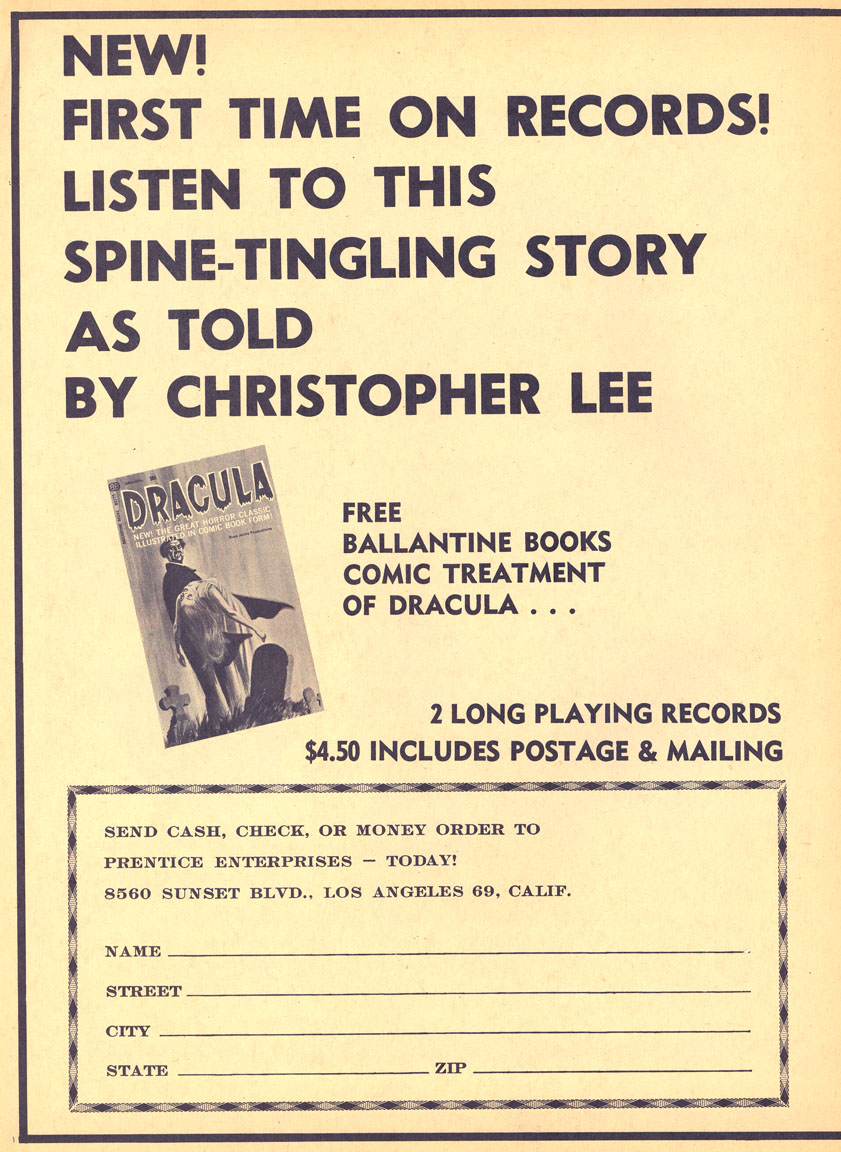 NEW!
FIRST TIME ON RECORDS!
LISTEN TO THIS
SPINE-TINGLING STORY
AS TOLD
BY CHRISTOPHER LEE
DRACULA
NEW! THE GREAT HORROR CLASSIC
ILLUSTRATED IN COMIC BOOK FORM!
FREE
BALLANTINE BOOKS
COMIC TREATMENT
OF DRACULA . . .
2 LONG PLAYING RECORDS
$4.50 INCLUDES POSTAGE & MAILING
SEND CASH, CHECK, OR MONEY ORDER TO
PRENTICE ENTERPRISES — TODAY!
8560 SUNSET BLVD., LOS ANGELES 69, CALIF.
NAME
STREET
CITY
STATE ZIP